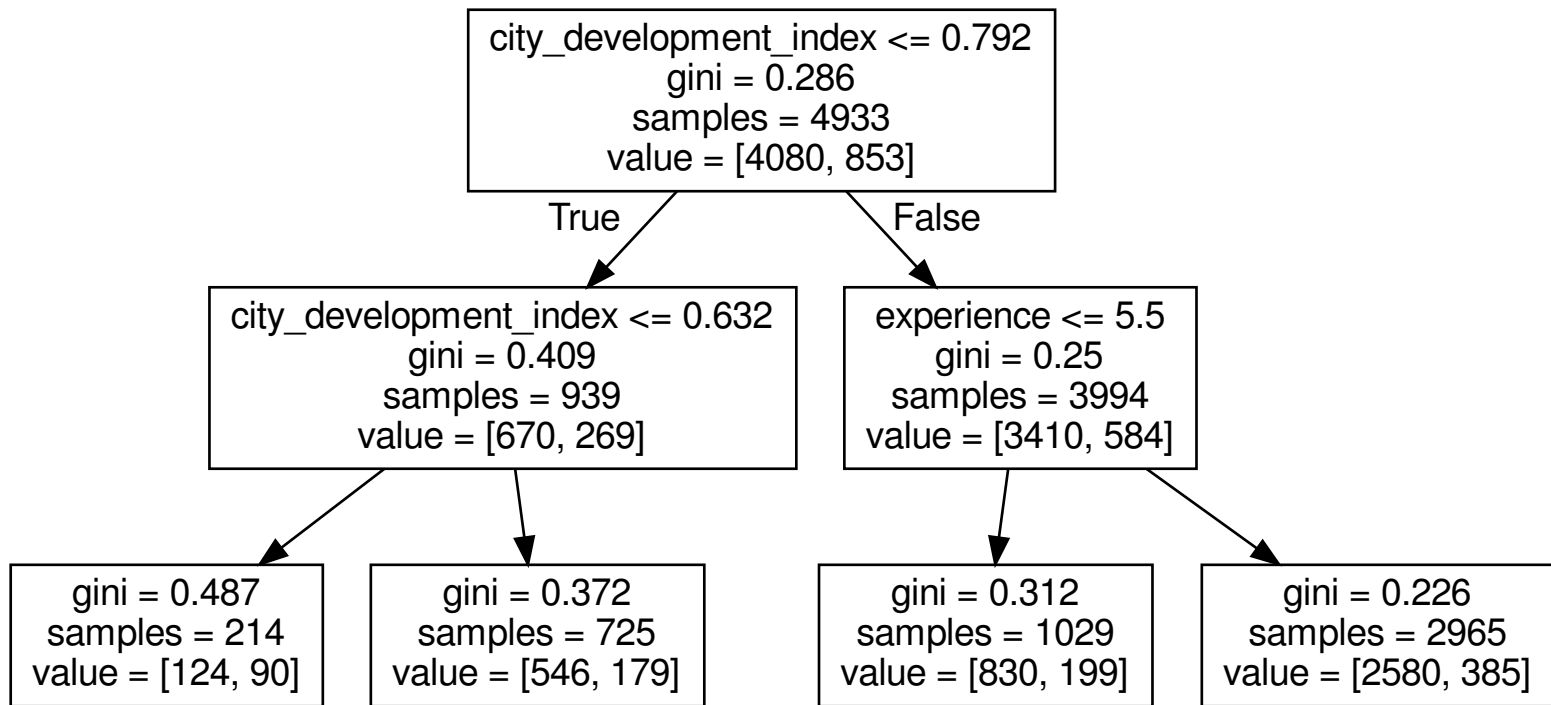 city_development_index <= 0.792
gini = 0.286
samples = 4933
value = [4080, 853]
True
False
city_development_index <= 0.632
gini = 0.409
samples = 939
value = [670, 269]
experience <= 5.5
gini = 0.25
samples = 3994
value = [3410, 584]
gini = 0.487
samples = 214
value = [124, 90]
gini = 0.372
samples = 725
value = [546, 179]
gini = 0.312
samples = 1029
value = [830, 199]
gini = 0.226
samples = 2965
value = [2580, 385]